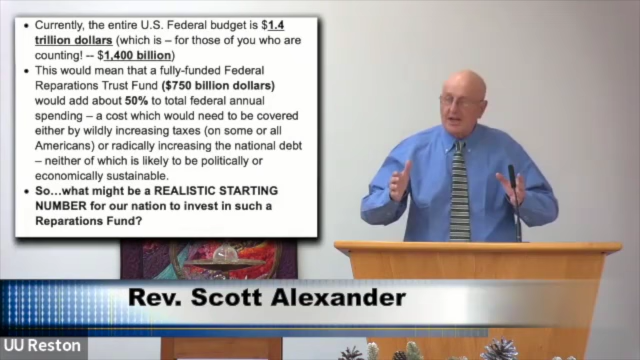 • Currently, the entire U.S. Federal budget is $1.4
trillion dollars (which is – for those of you who are
counting! -- $1,400 billion)
• This would mean that a fully-funded Federal
Reparations Trust Fund ($750 billion dollars)
would add about 50% to total federal annual
spending – a cost which would need to be covered
either by wildly increasing taxes (on some or all
Americans) or radically increasing the national debt
– neither of which is likely to be politically or
economically sustainable.
• So...what might be a REALISTIC STARTING
NUMBER for our nation to invest in such a
Reparations Fund?
Rev. Scott Alexander
UU Reston